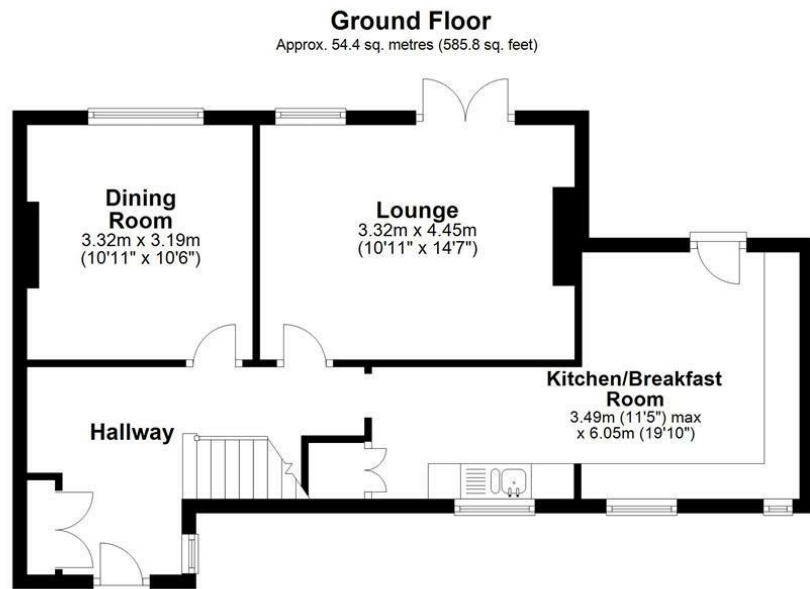 Ground Floor
Approx. 54.4 sq. metres (585.8 sq. feet)
Dining
Room
3.32m x 3.19m
(10'11" x 10'6")
Lounge
3.32m x 4.45m
(10'11" x 14'7")
Kitchen/Breakfast
Room
3.49m (11'5") max
x 6.05m (19'10")
Hallway